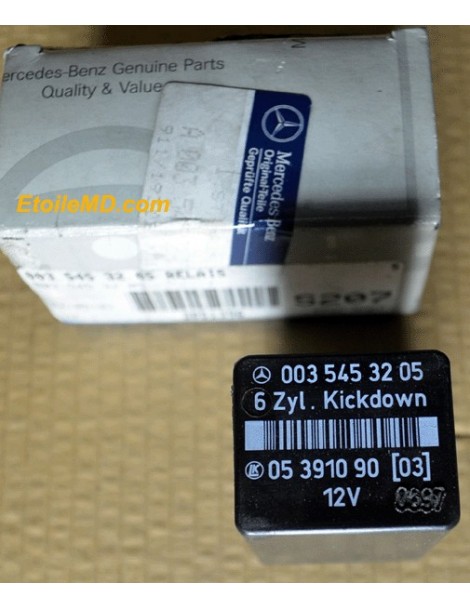 Mercedes-Benz Genuine Parts
Quality & Value
Mercedes Benz
Original-Teile
Geprüfte Qualität
EtoileMD.com
003 545 32 05 RELAIS
S207
003 545 32 05
6 Zyl. Kickdown
05 3910 90 [03]
12V